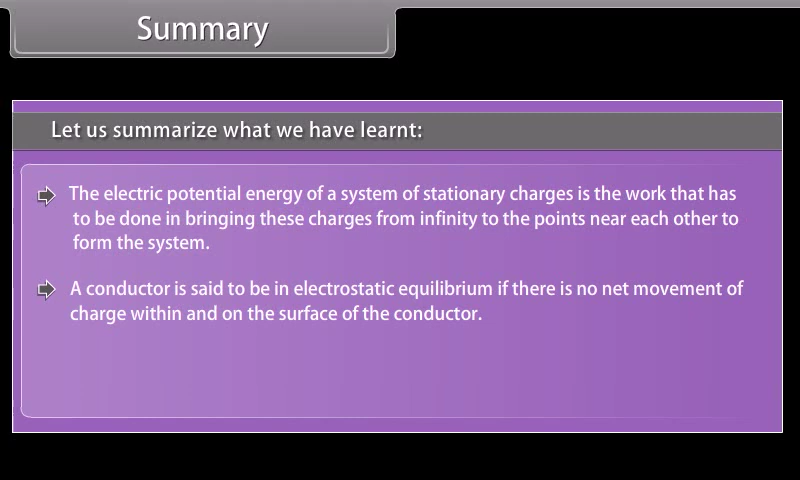 Summary
Let us summarize what we have learnt:
The electric potential energy of a system of stationary charges is the work that has
to be done in bringing these charges from infinity to the points near each other to
form the system.
A conductor is said to be in electrostatic equilibrium if there is no net movement of
charge within and on the surface of the conductor.